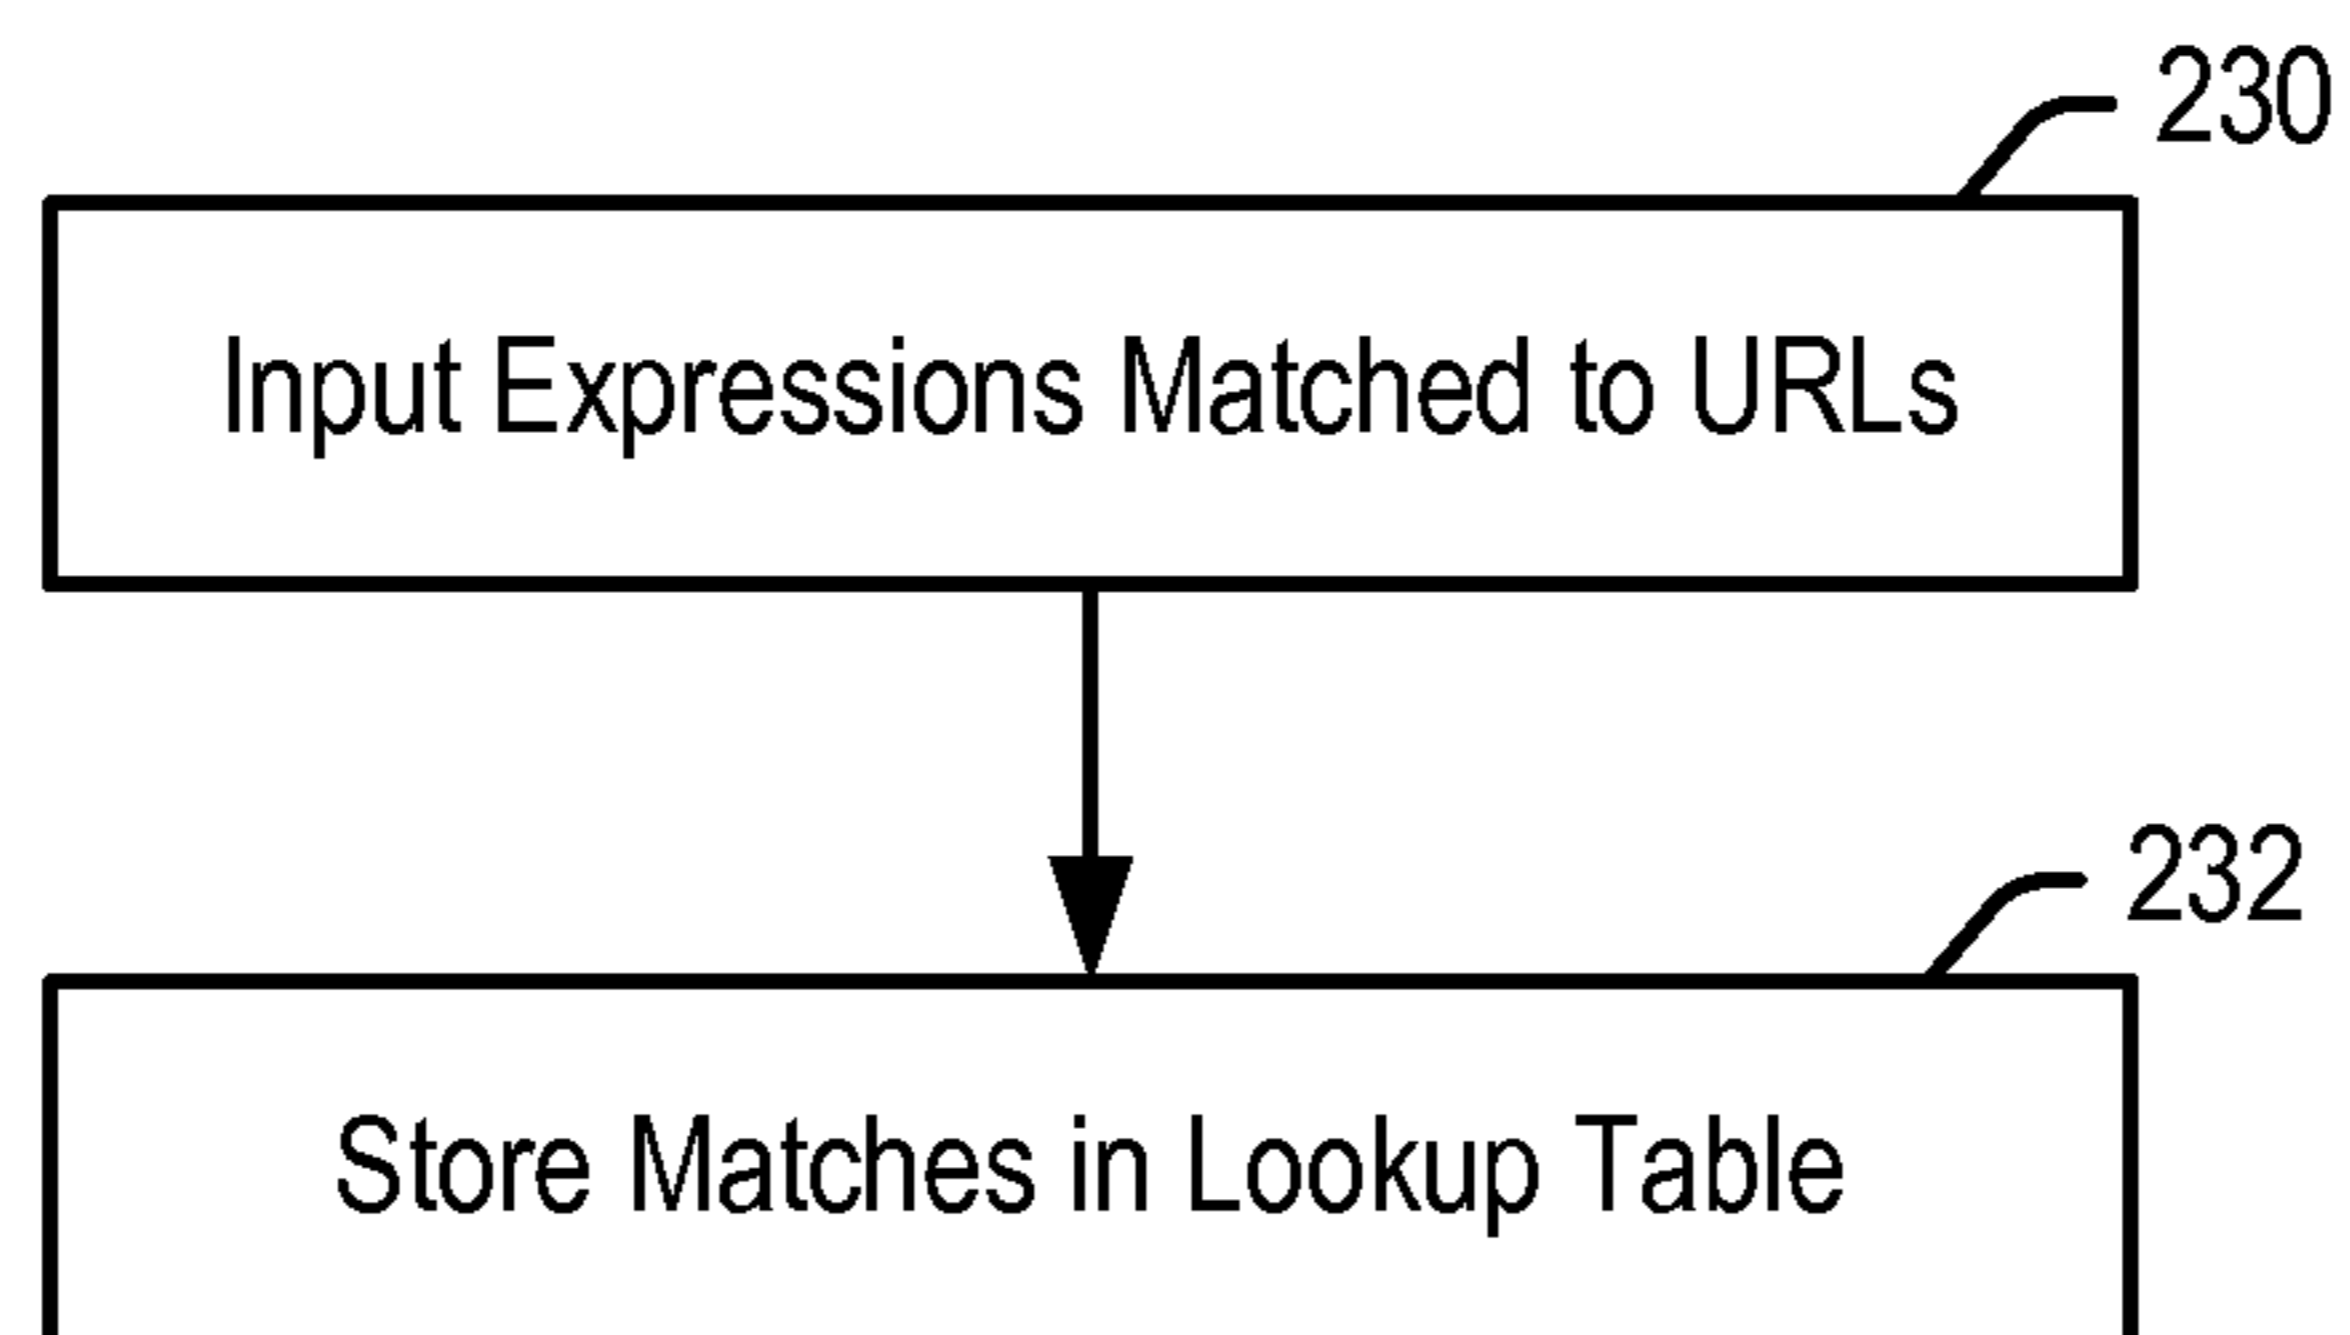 230
Input Expressions Matched to URLs
232
Store Matches in Lookup Table